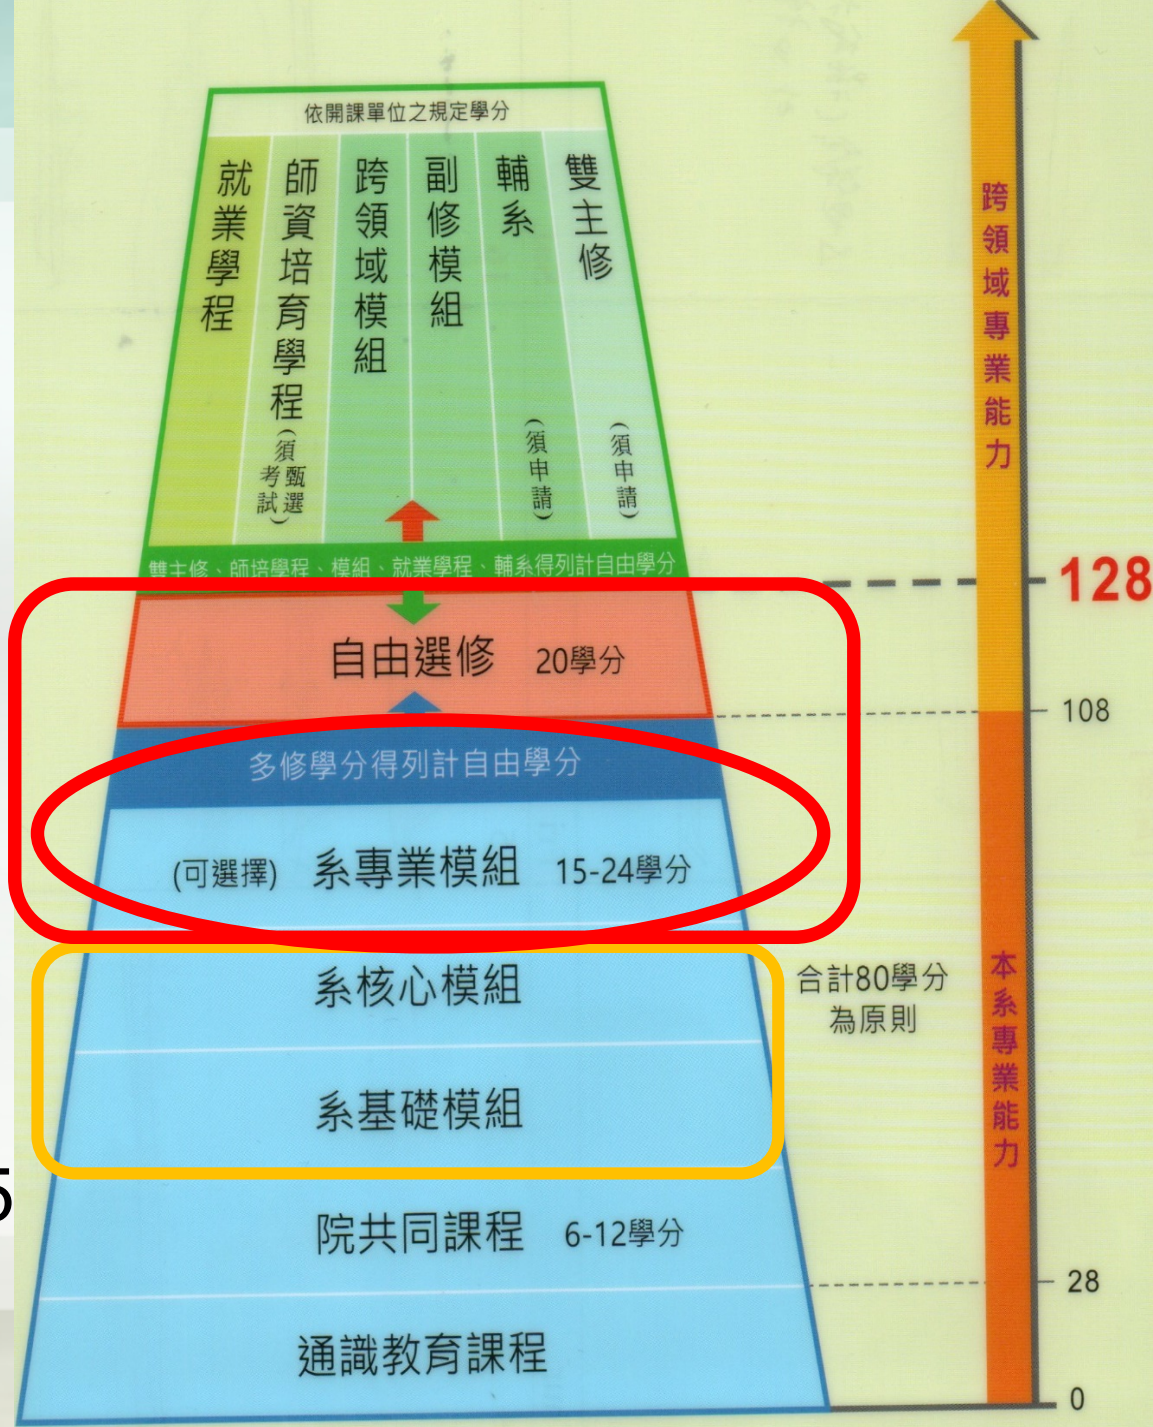 依開課單位之規定學分
就業學程
師資培育學程(須甄選考試)
跨領域模組
副修模組
輔系(須申請)
雙主修(須申請)
雙主修、師培學程、模組、就業學程、輔系得列計自由學分
自由選修 20學分
多修學分得列計自由學分
(可選擇) 系專業模組 15-24學分
系核心模組
系基礎模組
院共同課程 6-12學分
通識教育課程
合計80學分
為原則
跨領域專業能力
本系專業能力
128
108
28
0
5